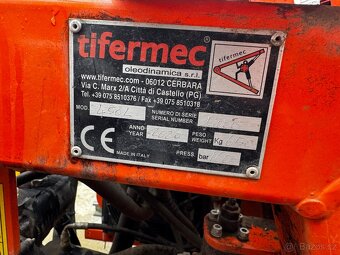 tifermec
oleodinamica s.r.l.
www.tifermec.com - 06012 CERBARA
Via C. Marx 2/A Città di Castello (PG)
Tel. +39 075 8510376 / Fax +39 075 8510318
tifermec
MOD.
NUMERO DI SERIE
SERIAL NUMBER
CE
ANNO
YEAR
PESO
WEIGHT
Kg
MADE IN ITALY
PRESS.
bar